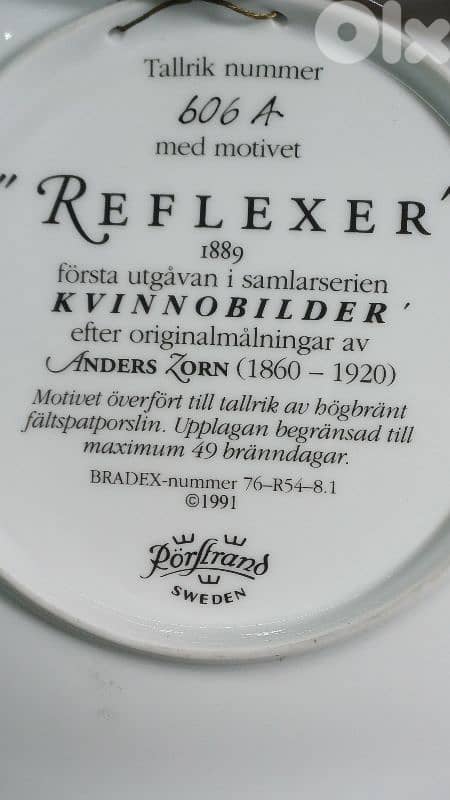 OLX
Tallrik nummer
606 A
med motivet
"REFLEXER"
1889
första utgåvan i samlarserien
KVINNOBILDER'
efter originalmålningar av
ANDERS ZORN (1860 – 1920)
Motivet överfört till tallrik av högbränt
fältspatporslin. Upplagan begränsad till
maximum 49 bränndagar.
BRADEX-nummer 76–R54–8.1
©1991
Rörstrand
SWEDEN